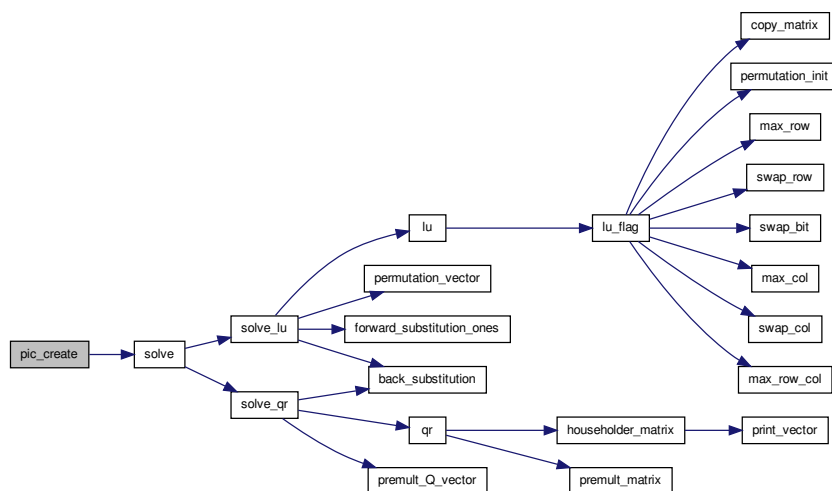 copy_matrix
permutation_init
max_row
swap_row
lu
lu_flag
swap_bit
permutation_vector
max_col
solve_lu
forward_substitution_ones
swap_col
pic_create
solve
back_substitution
max_row_col
solve_qr
qr
householder_matrix
print_vector
premult_Q_vector
premult_matrix